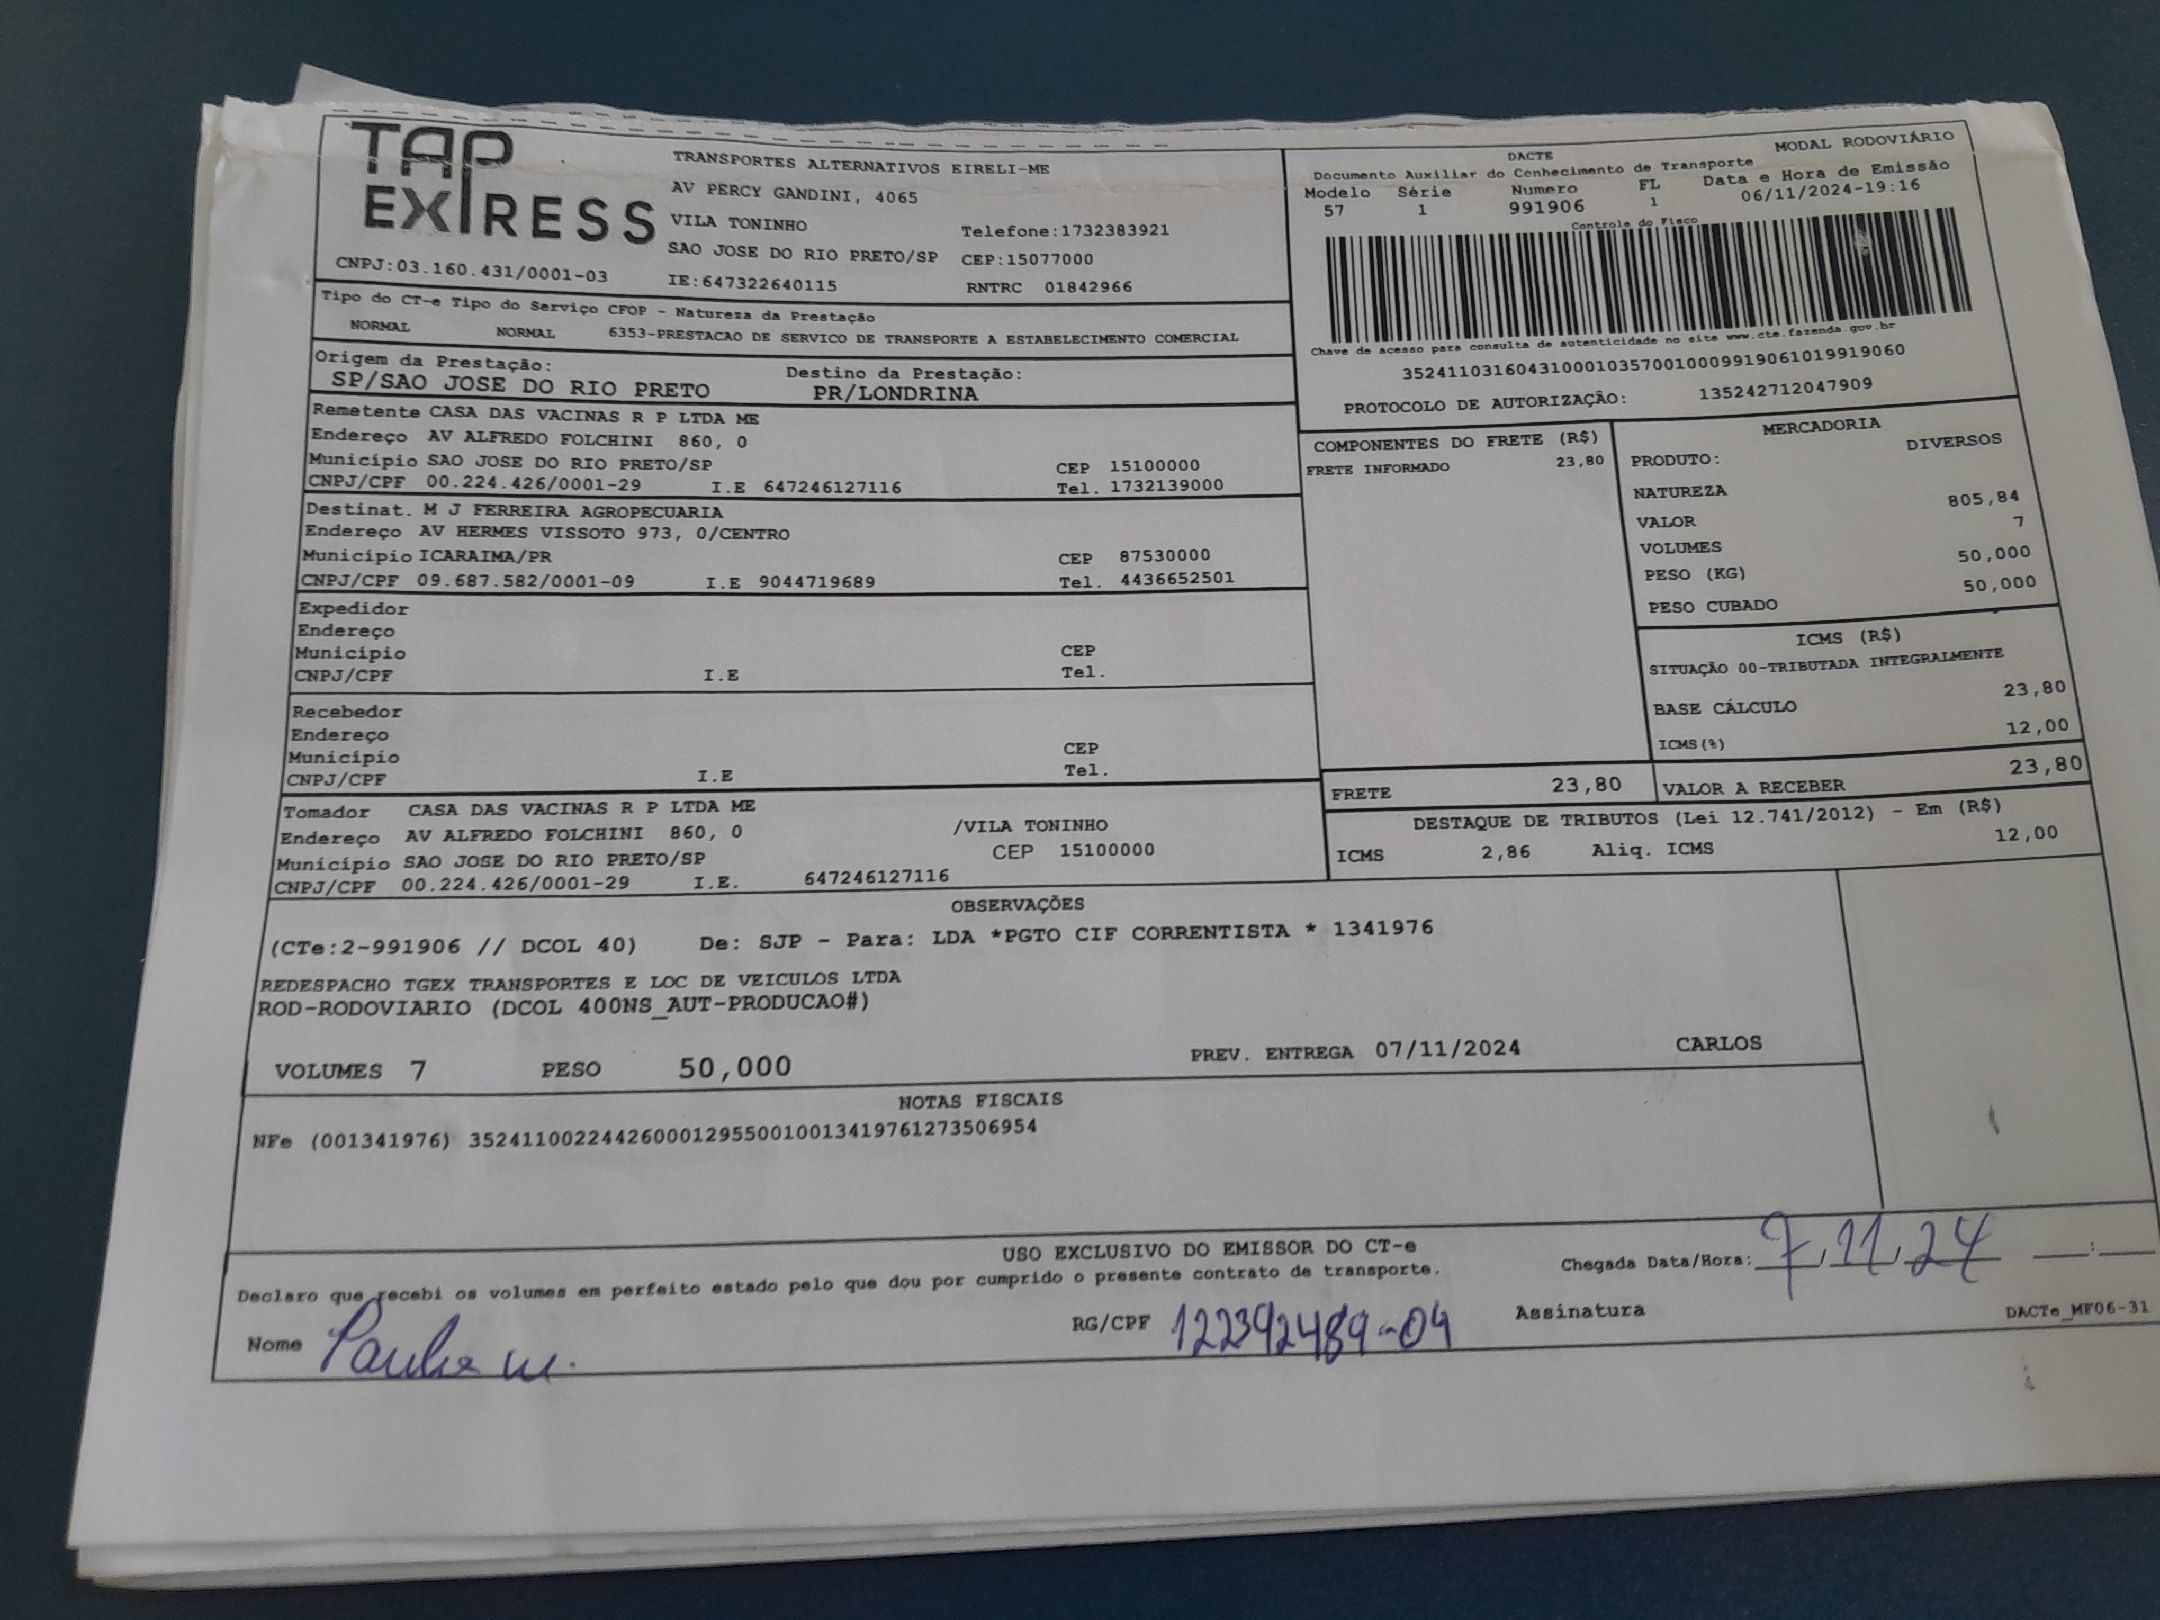 TAP EXPRESS
CNPJ:03.160.431/0001-03
TRANSPORTES ALTERNATIVOS EIRELI-ME
AV PERCY GANDINI, 4065
VILA TONINHO Telefone:1732383921
SAO JOSE DO RIO PRETO/SP CEP:15077000
IE:647322640115 RNTRC 01842966
DACTE MODAL RODOVIÁRIO
Documento Auxiliar do Conhecimento de Transporte
Modelo Série Numero FL Data e Hora de Emissão
57 1 991906 1 06/11/2024-19:16
Controle do Fisco
Chave de acesso para consulta de autenticidade no site www.cte.fazenda.gov.br
35241103160431000103570010009919061019919060
PROTOCOLO DE AUTORIZAÇÃO: 135242712047909
Tipo do CT-e Tipo do Serviço CFOP - Natureza da Prestação
NORMAL NORMAL 6353-PRESTACAO DE SERVICO DE TRANSPORTE A ESTABELECIMENTO COMERCIAL
Origem da Prestação: Destino da Prestação:
SP/SAO JOSE DO RIO PRETO PR/LONDRINA
Remetente CASA DAS VACINAS R P LTDA ME
Endereço AV ALFREDO FOLCHINI 860, 0
Município SAO JOSE DO RIO PRETO/SP CEP 15100000
CNPJ/CPF 00.224.426/0001-29 I.E 647246127116 Tel. 1732139000
Destinat. M J FERREIRA AGROPECUARIA
Endereço AV HERMES VISSOTO 973, 0/CENTRO
Município ICARAIMA/PR CEP 87530000
CNPJ/CPF 09.687.582/0001-09 I.E 9044719689 Tel. 4436652501
Expedidor
Endereço
Município CEP
CNPJ/CPF I.E Tel.
Recebedor
Endereço
Município CEP
CNPJ/CPF I.E Tel.
Tomador CASA DAS VACINAS R P LTDA ME
Endereço AV ALFREDO FOLCHINI 860, 0 /VILA TONINHO
Município SAO JOSE DO RIO PRETO/SP CEP 15100000
CNPJ/CPF 00.224.426/0001-29 I.E. 647246127116
COMPONENTES DO FRETE (R$)
FRETE INFORMADO 23,80
MERCADORIA
PRODUTO: DIVERSOS
NATUREZA
VALOR 805,84
VOLUMES 7
PESO (KG) 50,000
PESO CUBADO 50,000
ICMS (R$)
SITUAÇÃO 00-TRIBUTADA INTEGRALMENTE
BASE CÁLCULO 23,80
ICMS(%) 12,00
FRETE 23,80 VALOR A RECEBER 23,80
DESTAQUE DE TRIBUTOS (Lei 12.741/2012) - Em (R$)
ICMS 2,86 Aliq. ICMS 12,00
OBSERVAÇÕES
(CTe:2-991906 // DCOL 40) De: SJP - Para: LDA *PGTO CIF CORRENTISTA * 1341976
REDESPACHO TGEX TRANSPORTES E LOC DE VEICULOS LTDA
ROD-RODOVIARIO (DCOL 400NS_AUT-PRODUCAO#)
VOLUMES 7 PESO 50,000 PREV. ENTREGA 07/11/2024 CARLOS
NOTAS FISCAIS
NFe (001341976) 35241100224426000129550010013419761273506954
USO EXCLUSIVO DO EMISSOR DO CT-e
Declaro que recebi os volumes em perfeito estado pelo que dou por cumprido o presente contrato de transporte.
Chegada Data/Hora: 7/11/24 __:__
Nome RG/CPF 122392489-04 Assinatura
DACTe_MF06-31